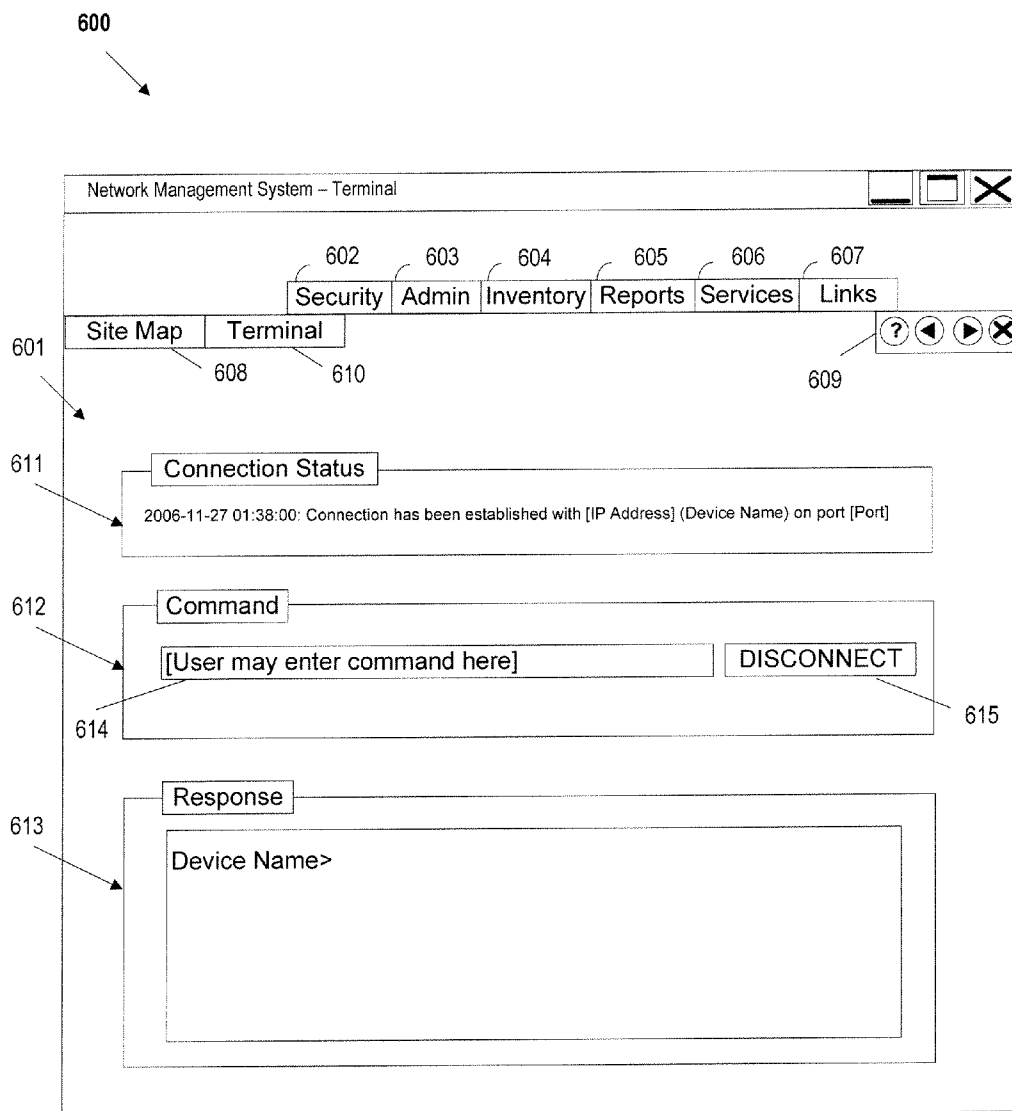 600
Network Management System – Terminal
602 603 604 605 606 607
Security Admin Inventory Reports Services Links
Site Map Terminal ?
601 608 610 609
611 Connection Status
2006-11-27 01:38:00: Connection has been established with [IP Address] (Device Name) on port [Port]
612 Command
[User may enter command here] DISCONNECT
614 615
Response
613
Device Name>